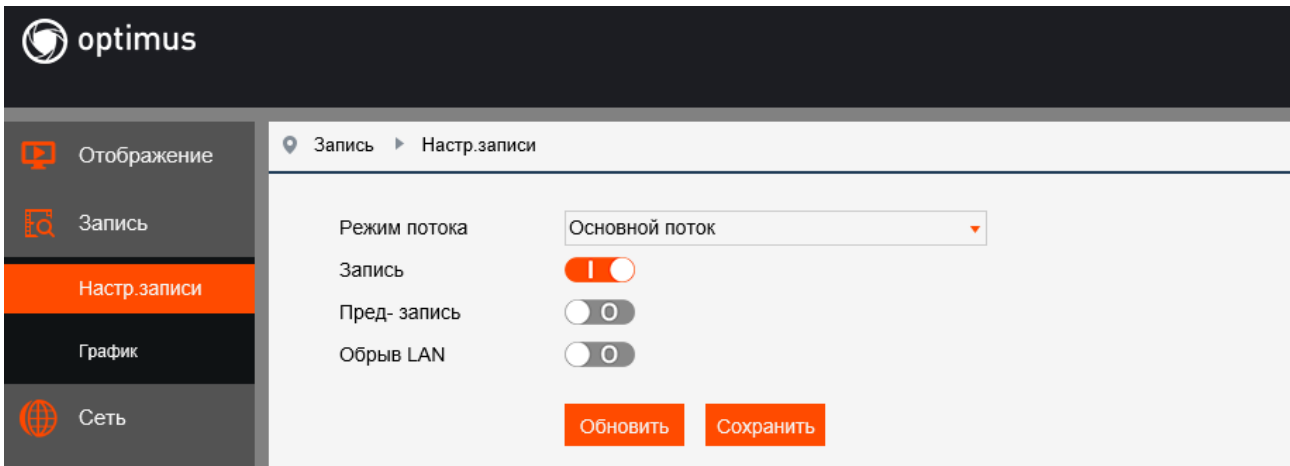 optimus
Отображение
Запись
Настр.записи
График
Сеть
Запись Настр.записи
Режим потока Основной поток
Запись
Пред- запись
Обрыв LAN
Обновить Сохранить